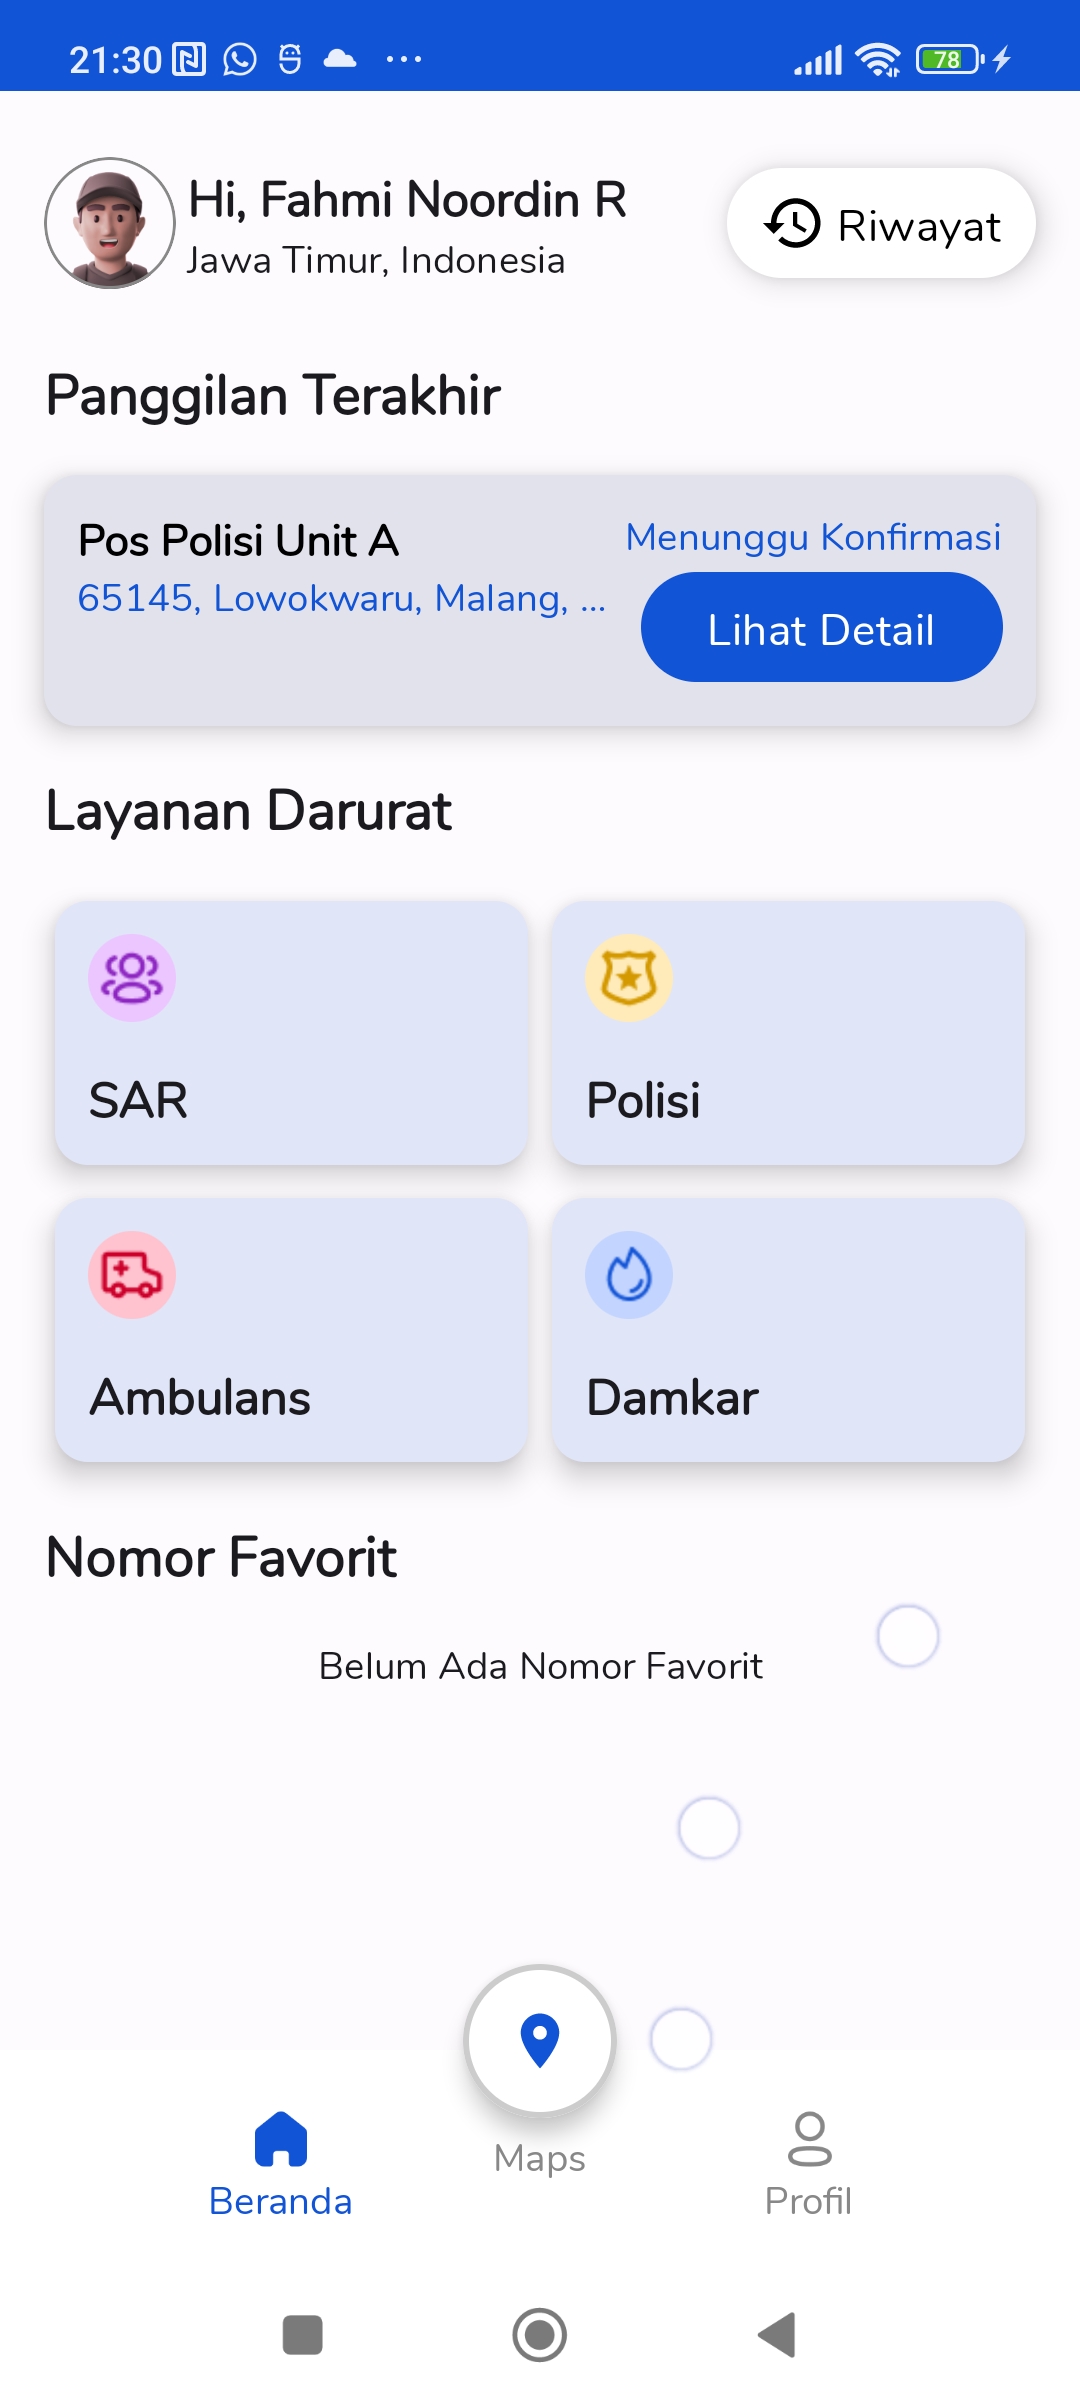 21:30
78
Hi, Fahmi Noordin R
Jawa Timur, Indonesia
Riwayat
Panggilan Terakhir
Pos Polisi Unit A
65145, Lowokwaru, Malang, ...
Menunggu Konfirmasi
Lihat Detail
Layanan Darurat
SAR
Polisi
Ambulans
Damkar
Nomor Favorit
Belum Ada Nomor Favorit
Beranda
Maps
Profil